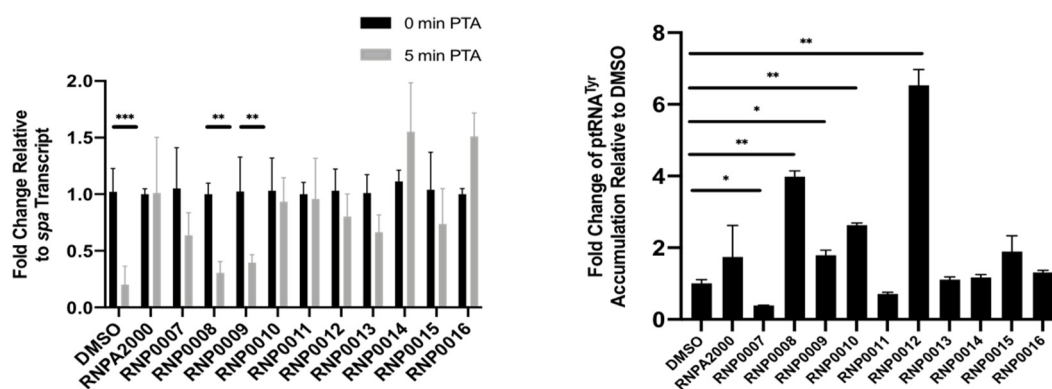 0 min PTA
5 min PTA
Fold Change Relative
to spa Transcript
2.0
1.5
1.0
0.5
0.0
***
**
**
DMSO
RNPA2000
RNP0007
RNP0008
RNP0009
RNP0010
RNP0011
RNP0012
RNP0013
RNP0014
RNP0015
RNP0016
Fold Change of ptRNATyr
Accumulation Relative to DMSO
8
6
4
2
0
**
**
*
**
*
DMSO
RNPA2000
RNP0007
RNP0008
RNP0009
RNP0010
RNP0011
RNP0012
RNP0013
RNP0014
RNP0015
RNP0016